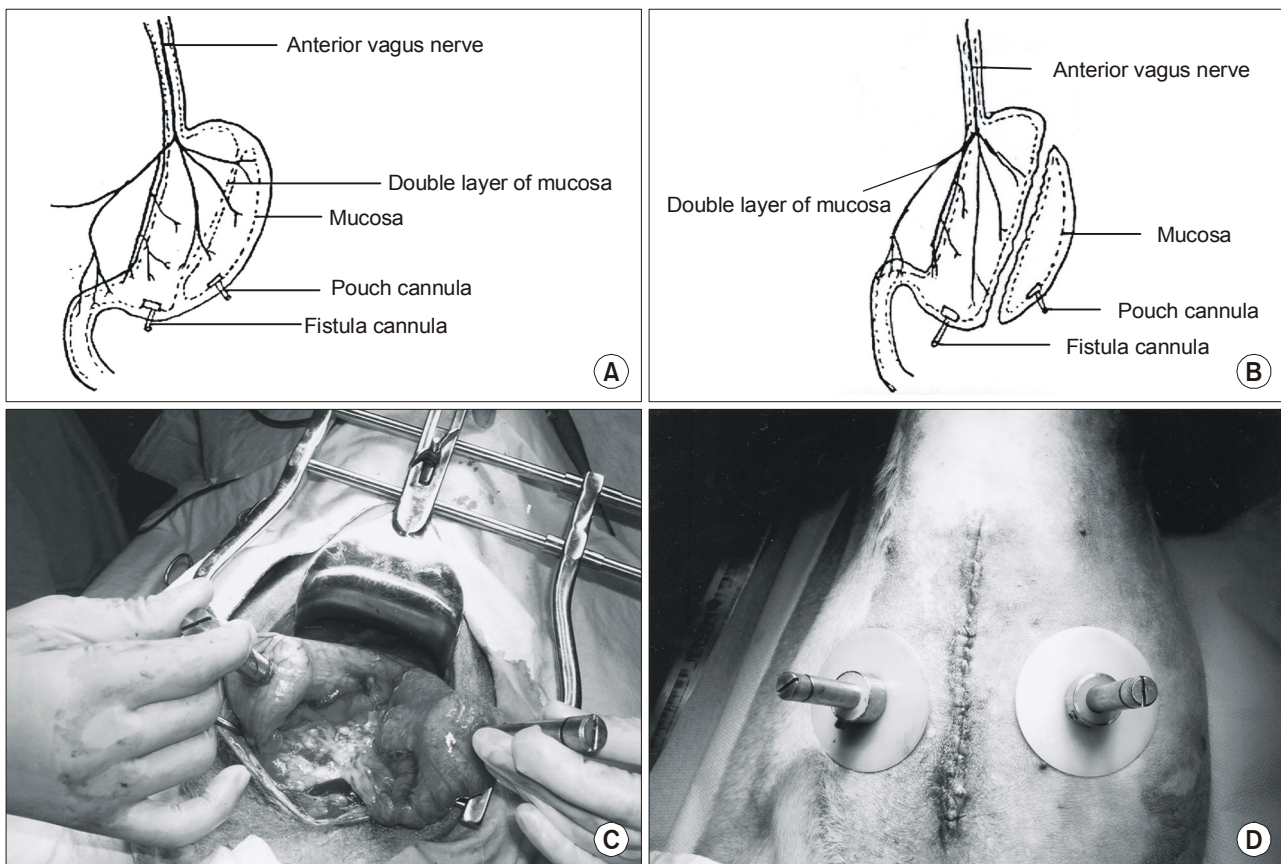 Anterior vagus nerve
Double layer of mucosa
Mucosa
Pouch cannula
Fistula cannula
A
Anterior vagus nerve
Double layer of mucosa
Mucosa
Pouch cannula
Fistula cannula
B
C
D